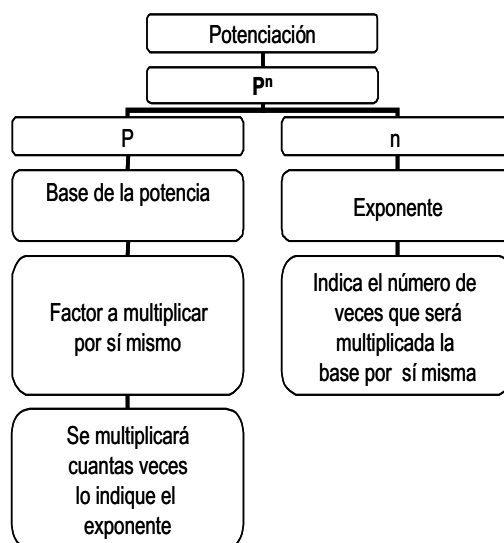 Potenciación
Pⁿ
P
n
Base de la potencia
Exponente
Factor a multiplicar
por sí mismo
Indica el número de
veces que será
multiplicada la
base por sí misma
Se multiplicará
cuantas veces
lo indique el
exponente